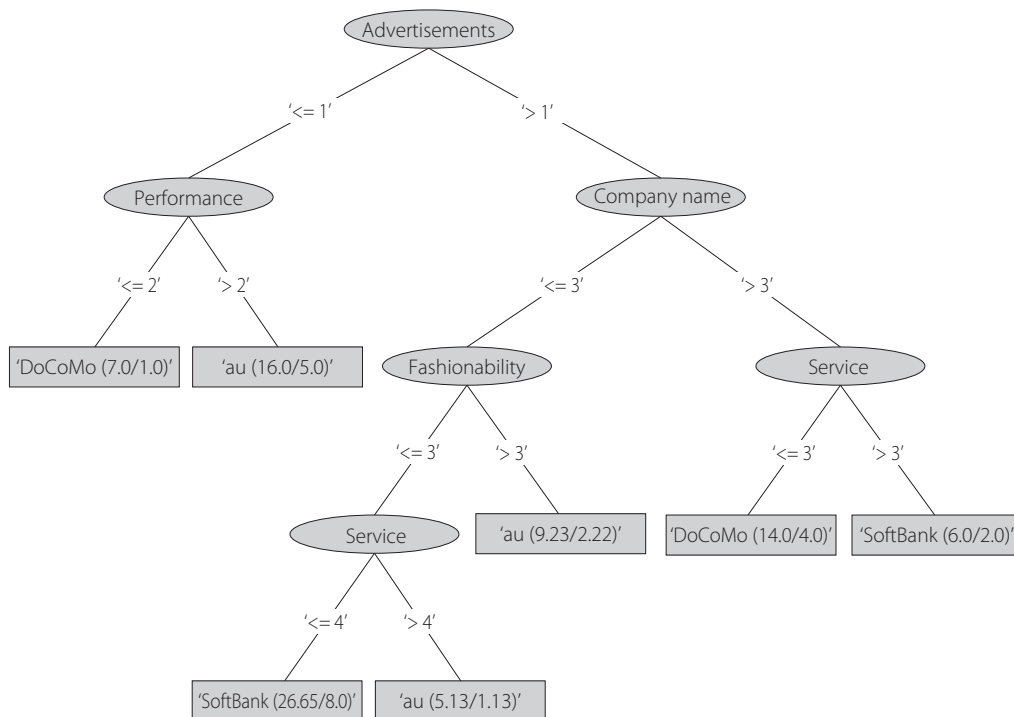 Advertisements
‘<= 1’ ‘> 1’
Performance Company name
‘<= 2’ ‘> 2’ ‘<= 3’ ‘> 3’
‘DoCoMo (7.0/1.0)’ ‘au (16.0/5.0)’ Fashionability Service
‘<= 3’ ‘> 3’ ‘<= 3’ ‘> 3’
Service ‘au (9.23/2.22)’ ‘DoCoMo (14.0/4.0)’ ‘SoftBank (6.0/2.0)’
‘<= 4’ ‘> 4’
‘SoftBank (26.65/8.0)’ ‘au (5.13/1.13)’